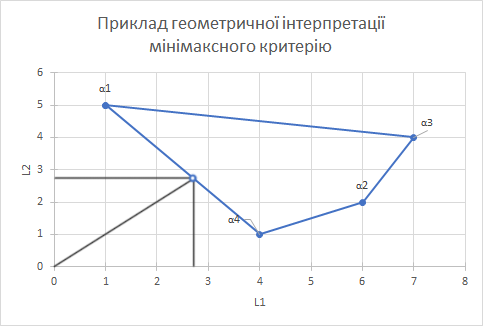 Приклад геометричної інтерпретації
мінімаксного критерію
6
5
4
3
2
1
0
L2
α1
α3
α2
α4
0 1 2 3 4 5 6 7 8
L1